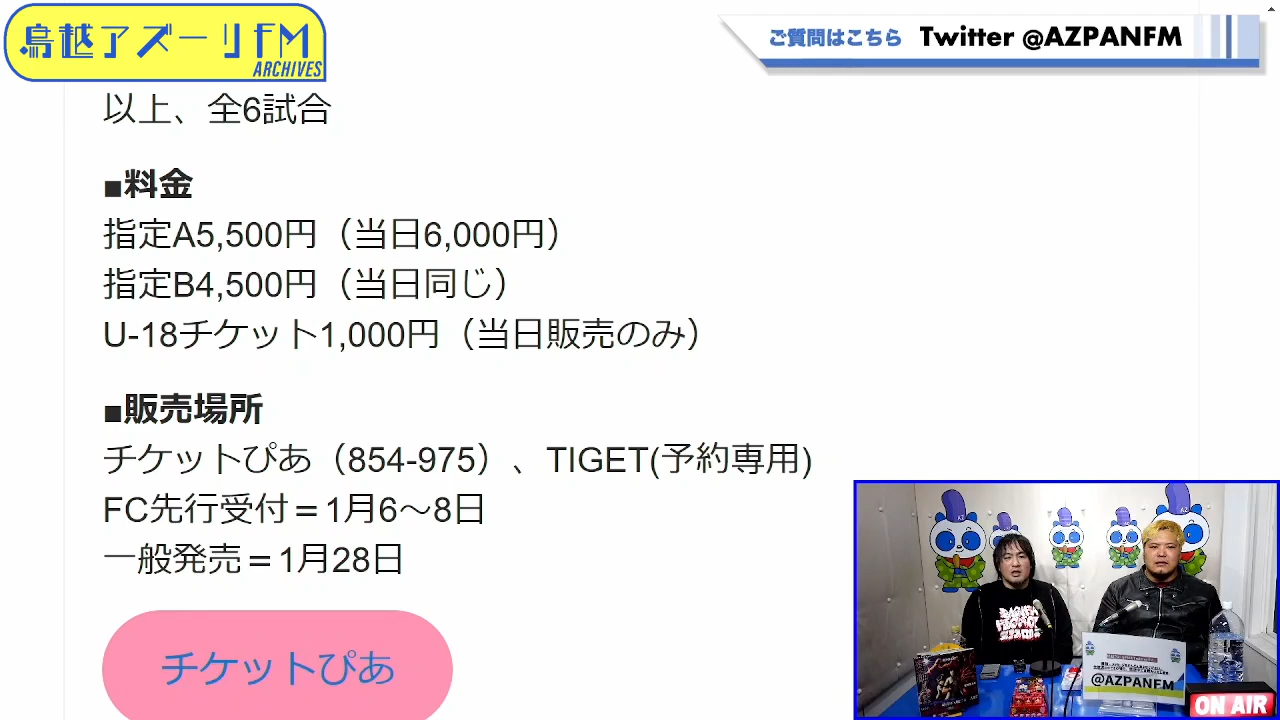 鳥越アズーリFM
ARCHIVES
ご質問はこちら Twitter @AZPANFM
以上、全6試合
■料金
指定A5,500円（当日6,000円）
指定B4,500円（当日同じ）
U-18チケット1,000円（当日販売のみ）
■販売場所
チケットぴあ（854-975）、TIGET(予約専用)
FC先行受付＝1月6～8日
一般発売＝1月28日
チケットぴあ
@AZPANFM
ON AIR